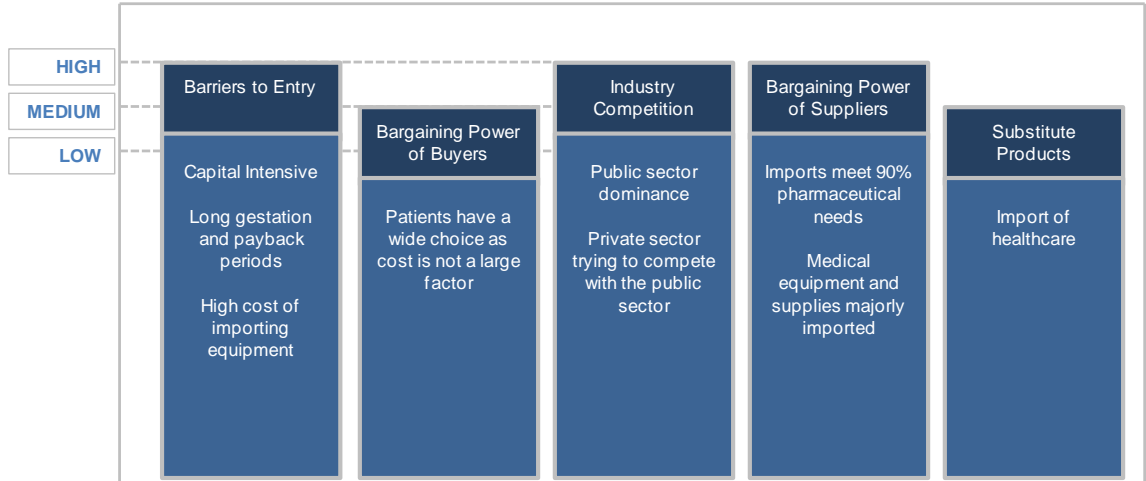 HIGH
MEDIUM
LOW
Barriers to Entry
Capital Intensive
Long gestation
and payback
periods
High cost of
importing
equipment
Bargaining Power
of Buyers
Patients have a
wide choice as
cost is not a large
factor
Industry
Competition
Public sector
dominance
Private sector
trying to compete
with the public
sector
Bargaining Power
of Suppliers
Imports meet 90%
pharmaceutical
needs
Medical
equipment and
supplies majorly
imported
Substitute
Products
Import of
healthcare